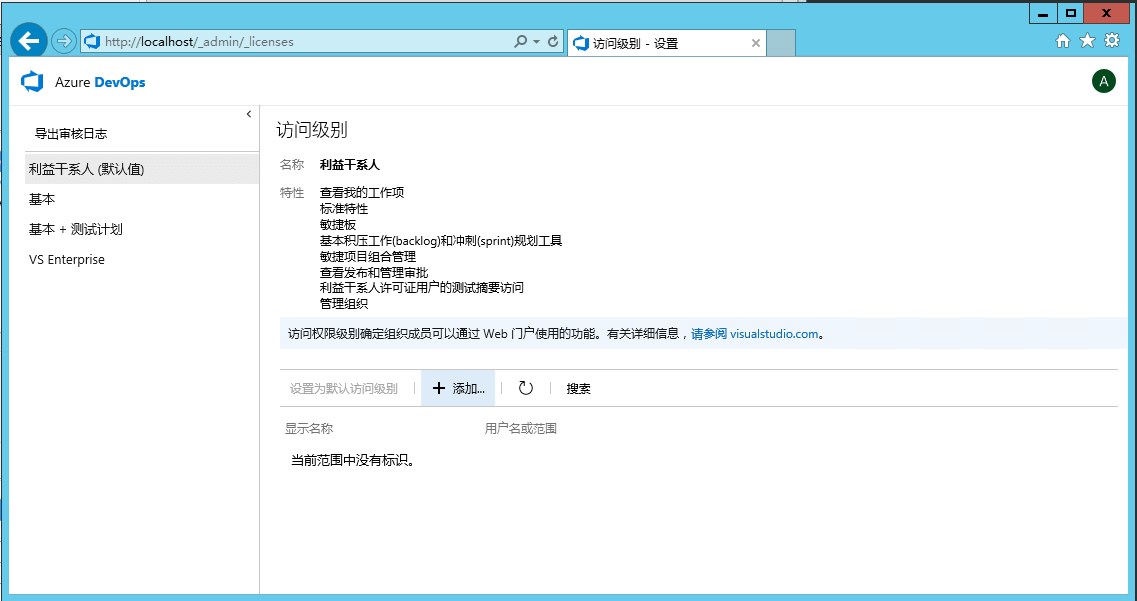 http://localhost/_admin/_licenses
访问级别 - 设置
Azure DevOps
A
导出审核日志
利益干系人 (默认值)
基本
基本 + 测试计划
VS Enterprise
访问级别
名称 利益干系人
特性 查看我的工作项
标准特性
敏捷板
基本积压工作(backlog)和冲刺(sprint)规划工具
敏捷项目组合管理
查看发布和管理审批
利益干系人许可证用户的测试摘要访问
管理组织
访问权限级别确定组织成员可以通过 Web 门户使用的功能。有关详细信息，请参阅 visualstudio.com。
设置为默认访问级别 添加... 搜索
显示名称 用户名或范围
当前范围中没有标识。